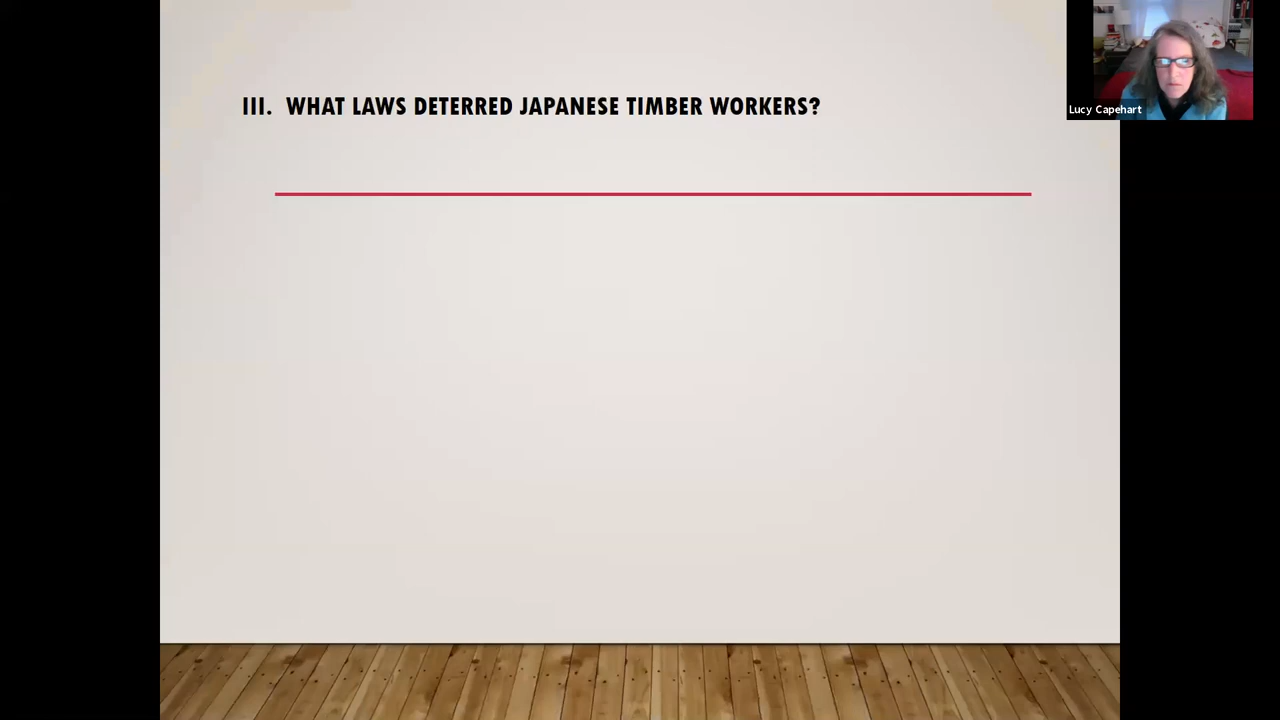 III. WHAT LAWS DETERRED JAPANESE TIMBER WORKERS?
Lucy Capehart